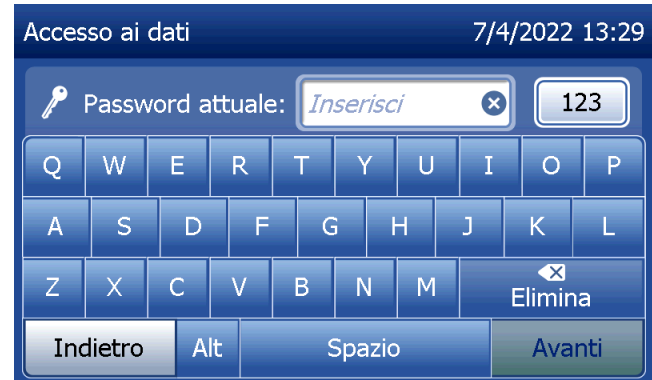 Accesso ai dati 7/4/2022 13:29
Password attuale: Inserisci 123
Q W E R T Y U I O P
A S D F G H J K L
Z X C V B N M Elimina
Indietro Alt Spazio Avanti